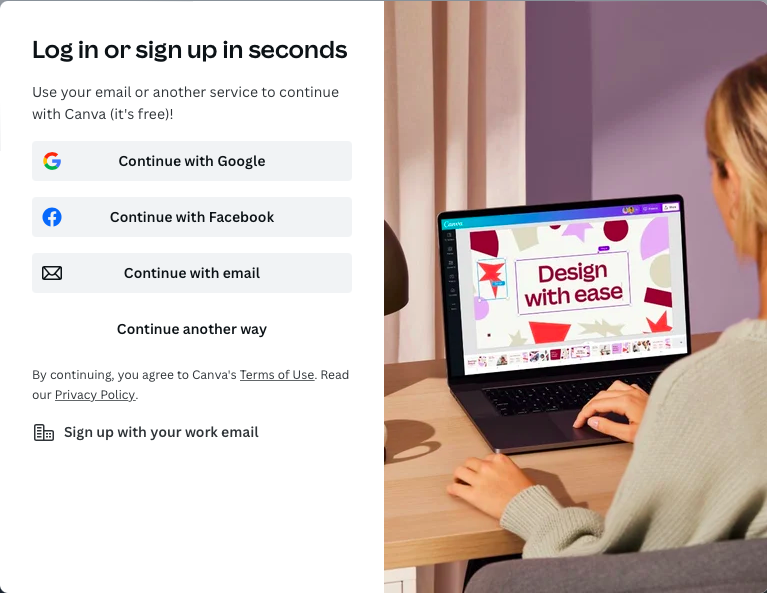 Log in or sign up in seconds
Use your email or another service to continue
with Canva (it's free)!
Continue with Google
Continue with Facebook
Continue with email
Continue another way
By continuing, you agree to Canva's Terms of Use. Read
our Privacy Policy.
Sign up with your work email
Canva
Design
with ease